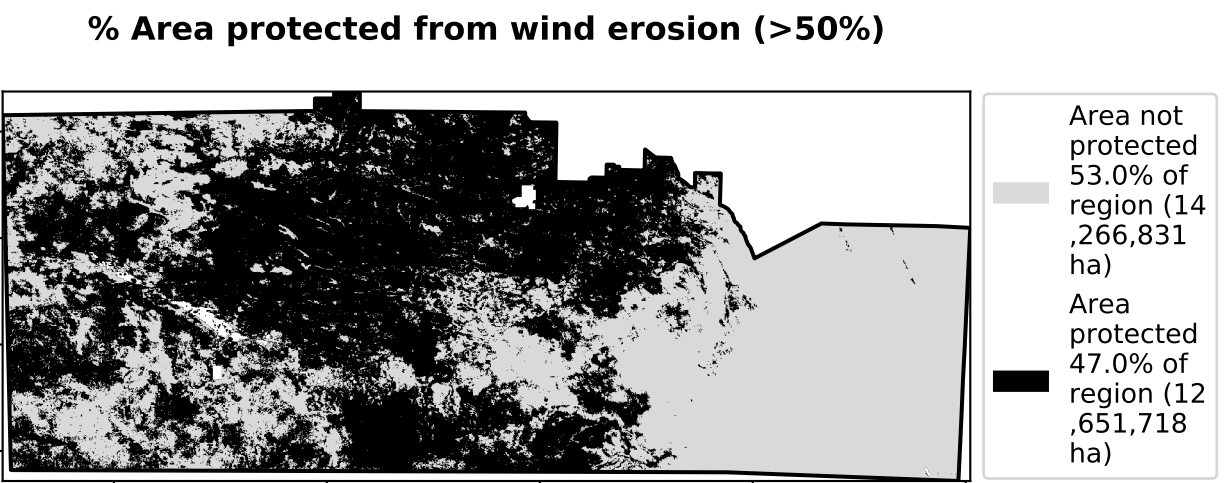 % Area protected from wind erosion (>50%)
Area not
protected
53.0% of
region (14
,266,831
ha)
Area
protected
47.0% of
region (12
,651,718
ha)